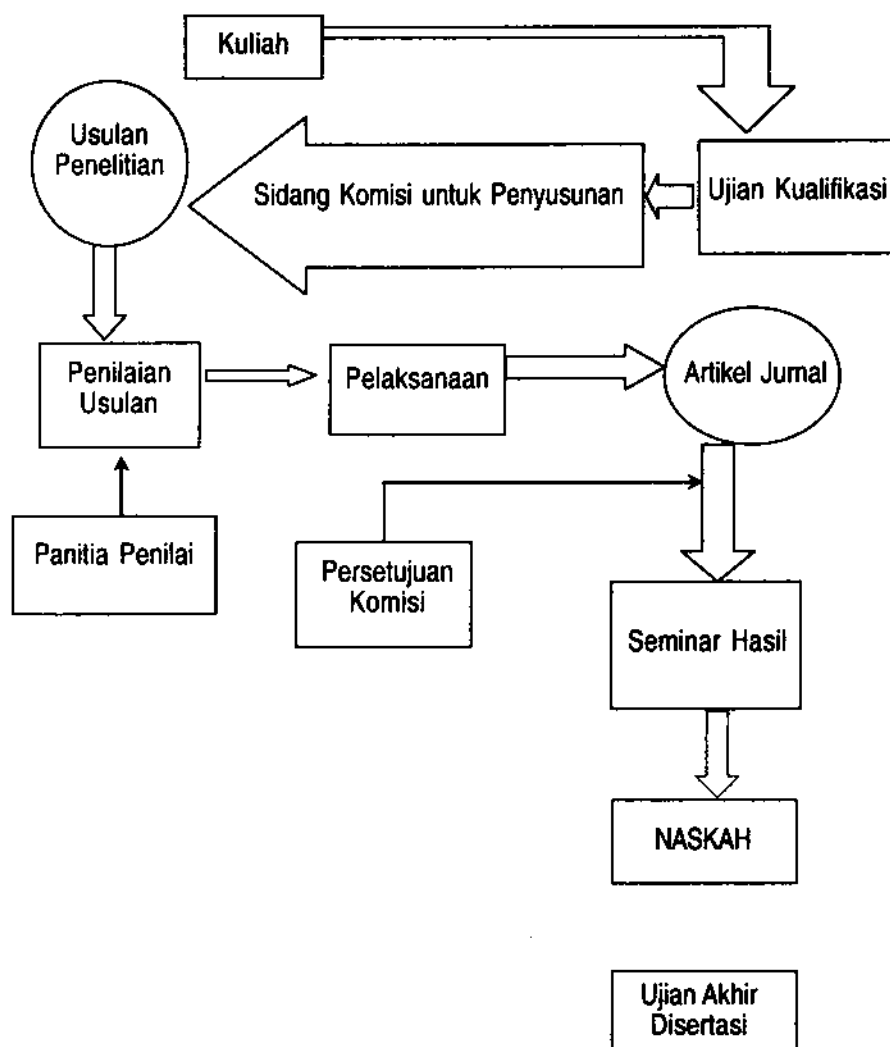 Kuliah
Usulan
Penelitian
Sidang Komisi untuk Penyusunan
Ujian Kualifikasi
Penilaian
Usulan
Pelaksanaan
Artikel Jurnal
Panitia Penilai
Persetujuan
Komisi
Seminar Hasil
NASKAH
Ujian Akhir
Disertasi